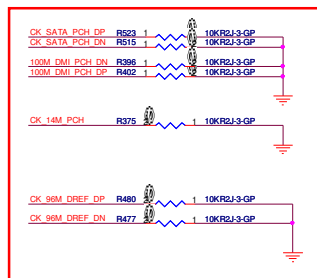 CK_SATA_PCH_DP R523 1 10KR2J-3-GP
CK_SATA_PCH_DN R515 1 10KR2J-3-GP
100M_DMI_PCH_DN R396 1 10KR2J-3-GP
100M_DMI_PCH_DP R402 1 10KR2J-3-GP
CK_14M_PCH R375 1 10KR2J-3-GP
CK_96M_DREF_DP R480 1 10KR2J-3-GP
CK_96M_DREF_DN R477 1 10KR2J-3-GP